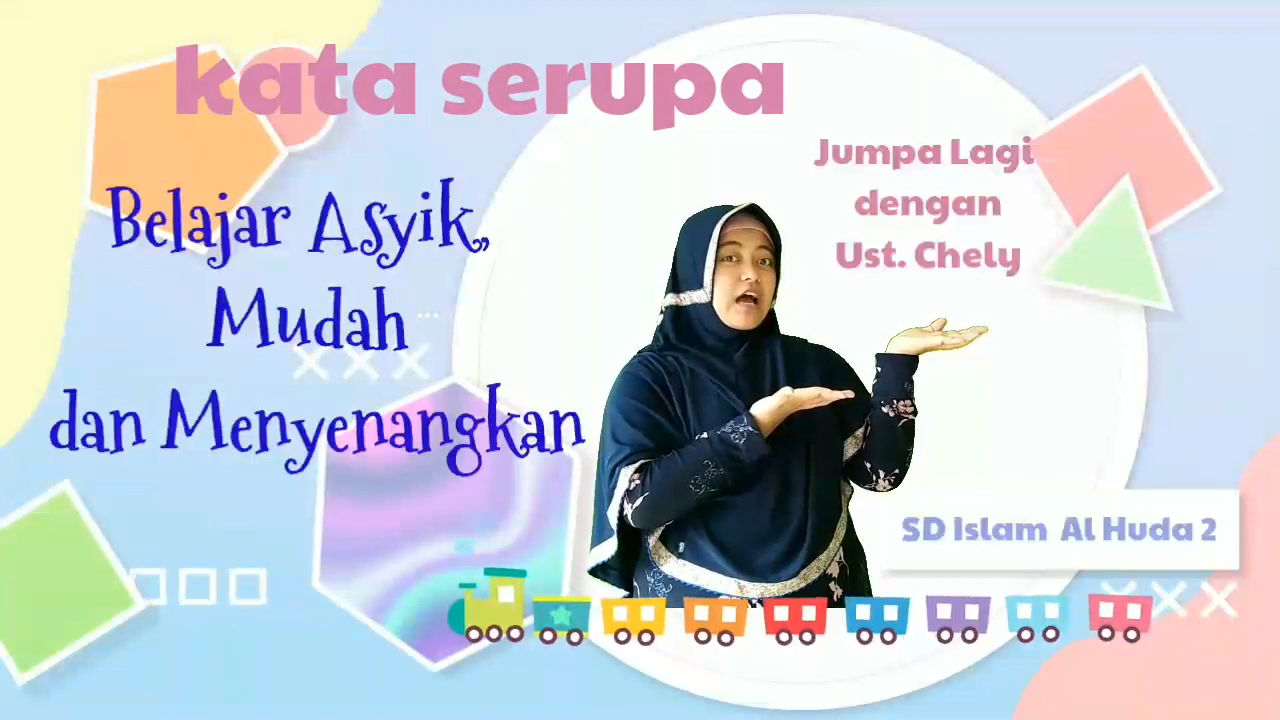 kata serupa
Jumpa Lagi
dengan
Ust. Chely
Belajar Asyik,
Mudah
dan Menyenangkan
SD Islam Al Huda 2